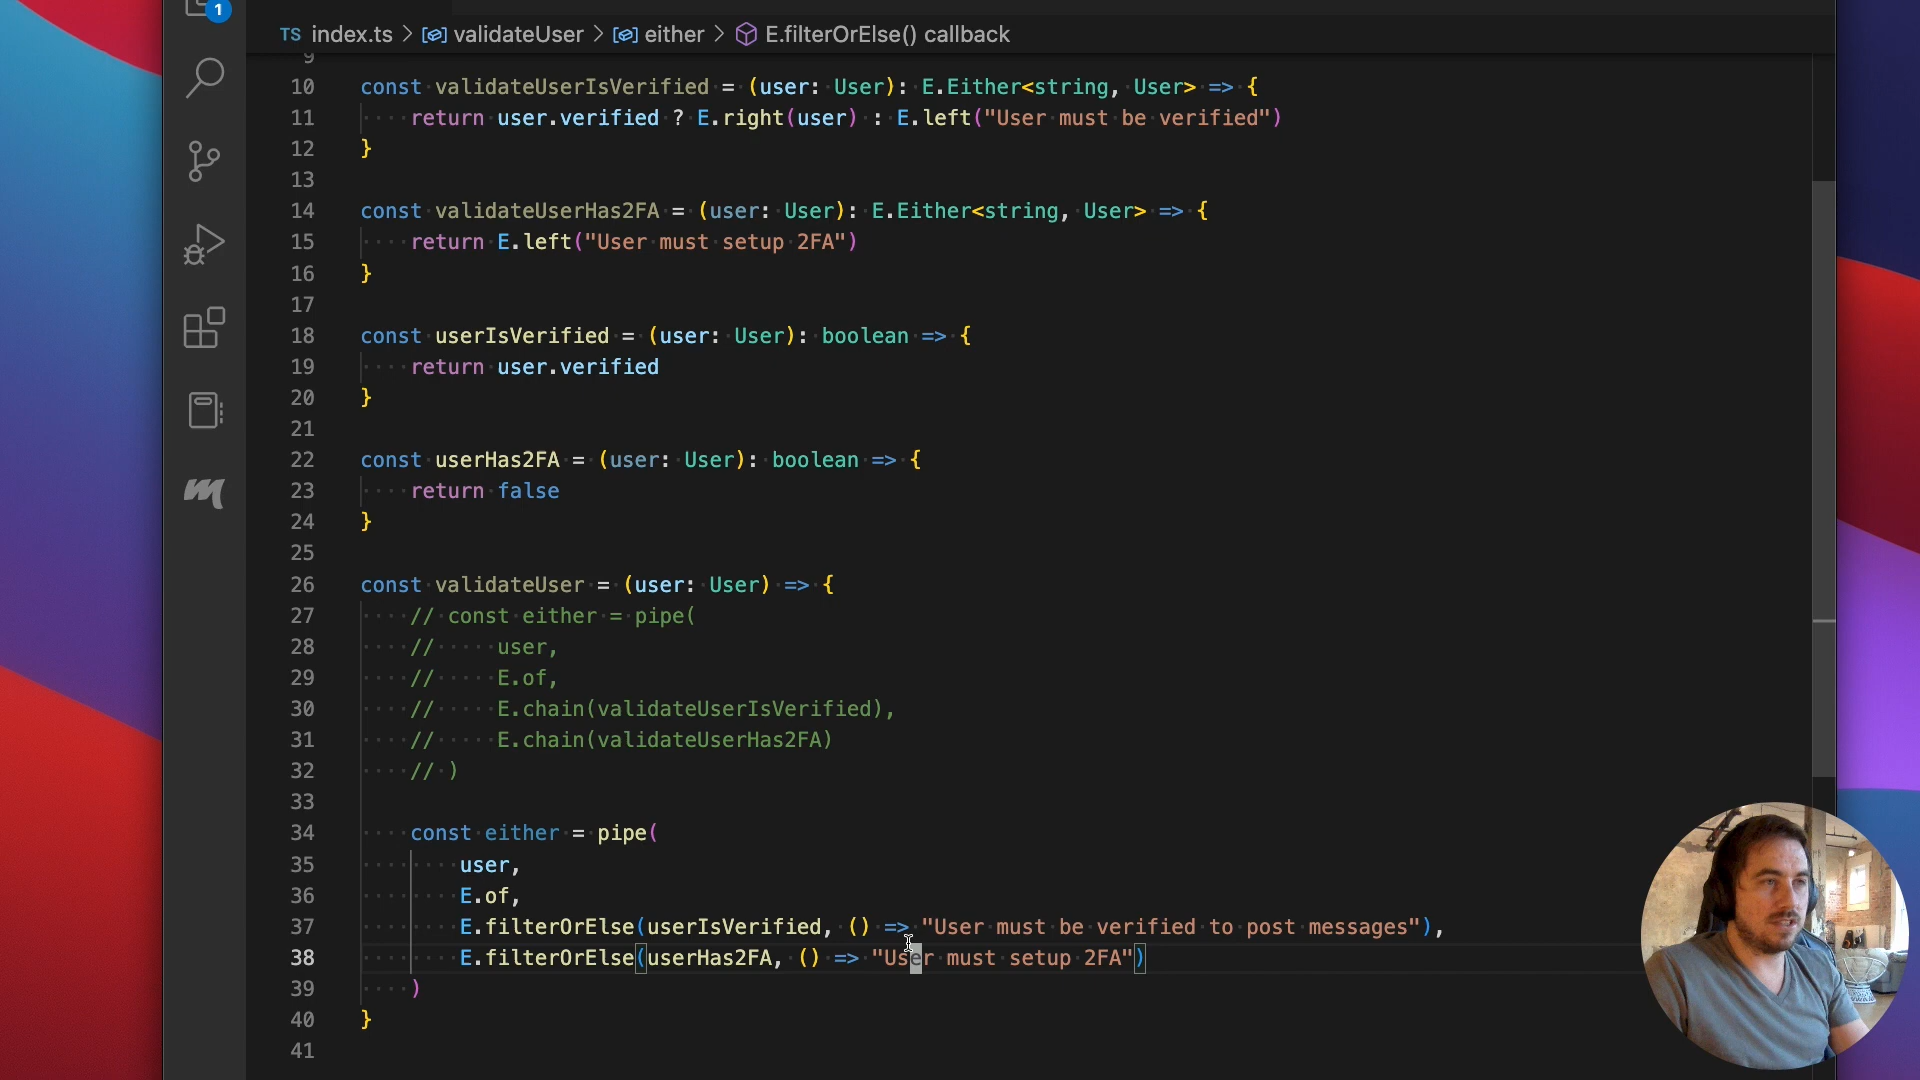 1
TS index.ts > validateUser > either > E.filterOrElse() callback
9
10 const validateUserIsVerified = (user: User): E.Either<string, User> => {
11 return user.verified ? E.right(user) : E.left("User must be verified")
12 }
13
14 const validateUserHas2FA = (user: User): E.Either<string, User> => {
15 return E.left("User must setup 2FA")
16 }
17
18 const userIsVerified = (user: User): boolean => {
19 return user.verified
20 }
21
22 const userHas2FA = (user: User): boolean => {
23 return false
24 }
25
26 const validateUser = (user: User) => {
27 // const either = pipe(
28 // user,
29 // E.of,
30 // E.chain(validateUserIsVerified),
31 // E.chain(validateUserHas2FA)
32 // )
33
34 const either = pipe(
35 user,
36 E.of,
37 E.filterOrElse(userIsVerified, () => "User must be verified to post messages"),
38 E.filterOrElse(userHas2FA, () => "User must setup 2FA")
39 )
40 }
41